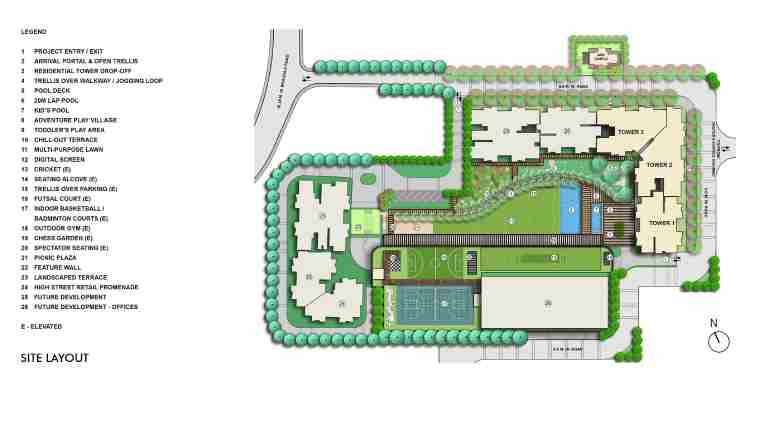 LEGEND
1 PROJECT ENTRY / EXIT
2 ARRIVAL PORTAL & OPEN TRELLIS
3 RESIDENTIAL TOWER DROP-OFF
4 TRELLIS OVER WALKWAY / JOGGING LOOP
5 POOL DECK
6 20M LAP POOL
7 KID'S POOL
8 ADVENTURE PLAY VILLAGE
9 TODDLER'S PLAY AREA
10 CHILL-OUT TERRACE
11 MULTI-PURPOSE LAWN
12 DIGITAL SCREEN
13 CRICKET (E)
14 SEATING ALCOVE (E)
15 TRELLIS OVER PARKING (E)
16 FUTSAL COURT (E)
17 INDOOR BASKETBALL /
BADMINTON COURTS (E)
18 OUTDOOR GYM (E)
19 CHESS GARDEN (E)
20 SPECTATOR SEATING (E)
21 PICNIC PLAZA
22 FEATURE WALL
23 LANDSCAPED TERRACE
24 HIGH STREET RETAIL PROMENADE
25 FUTURE DEVELOPMENT
26 FUTURE DEVELOPMENT - OFFICES
E - ELEVATED
SITE LAYOUT
TOWER 3
TOWER 2
TOWER 1
N